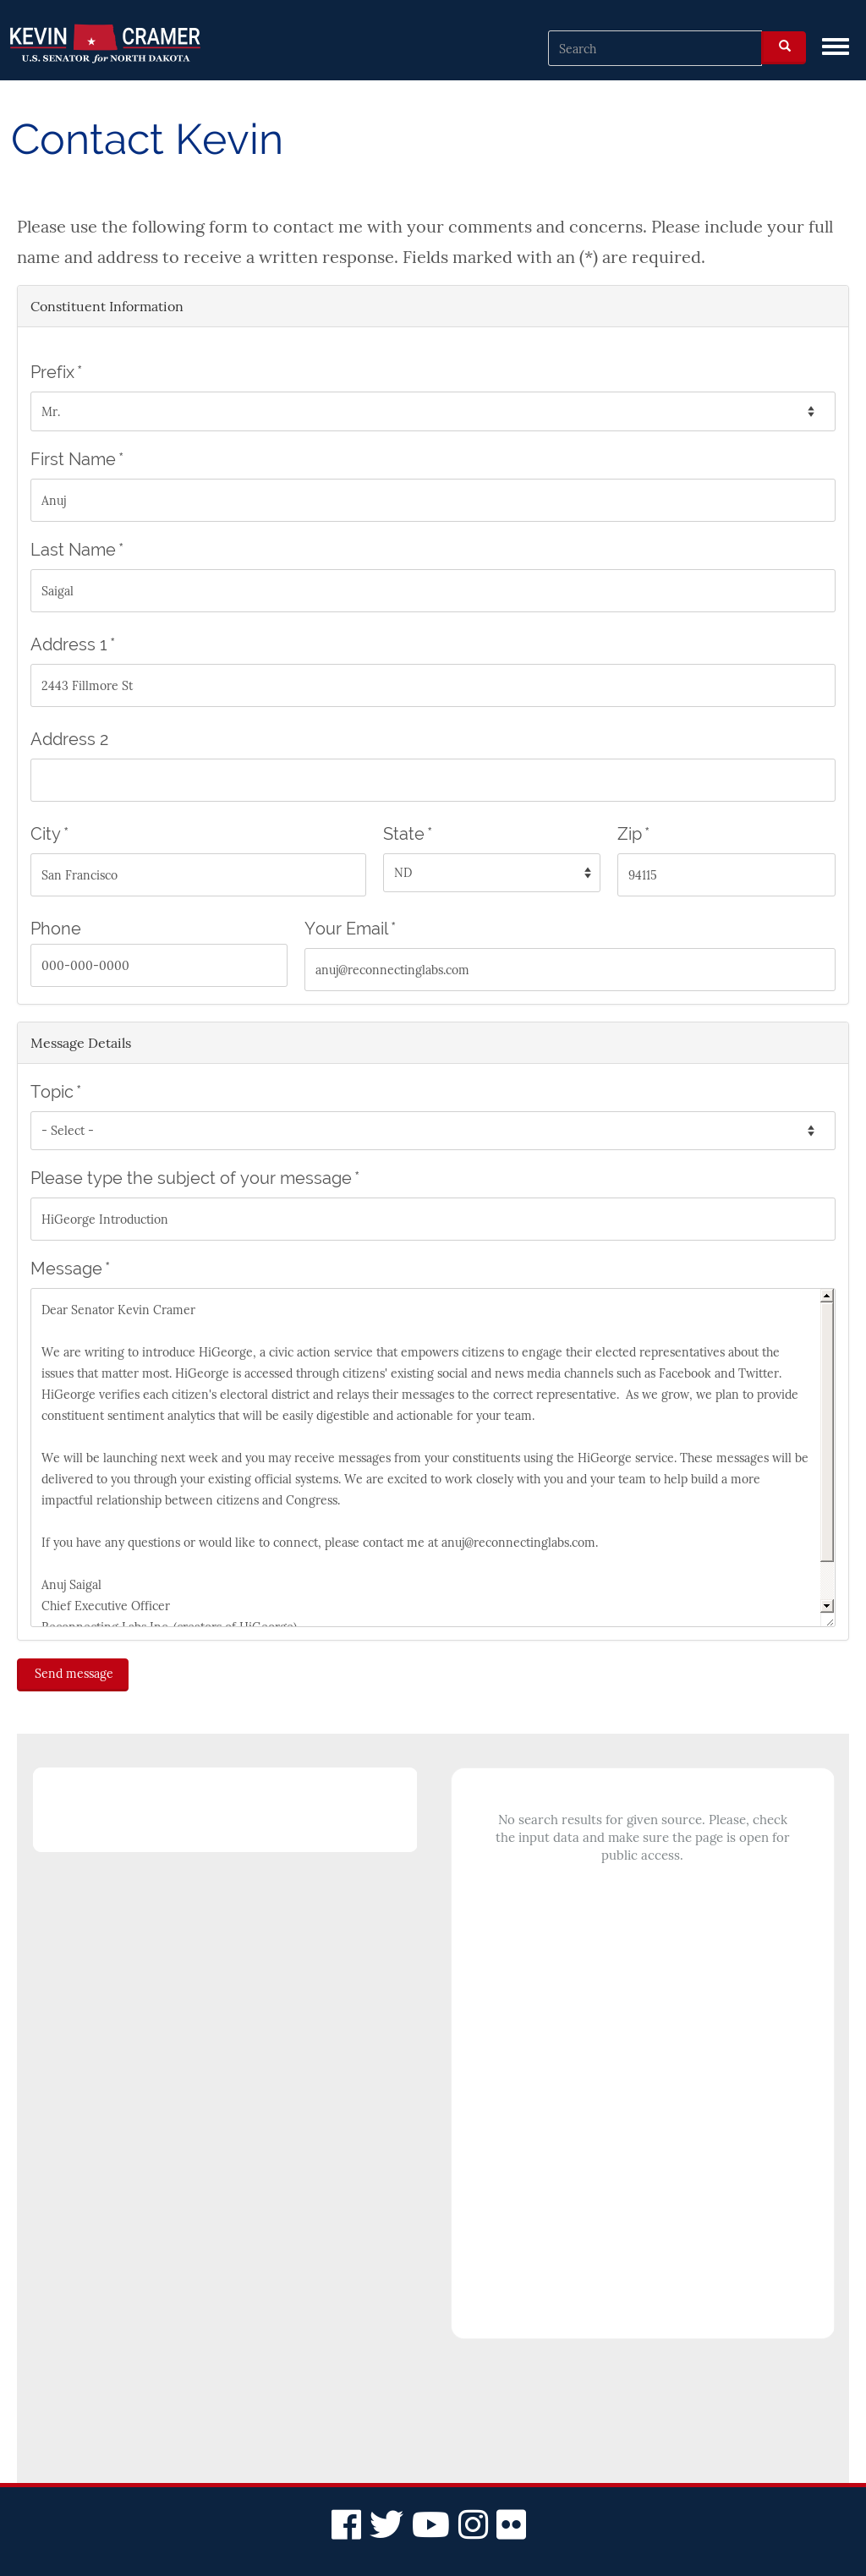 KEVIN CRAMER
U.S. SENATOR for NORTH DAKOTA
Search
Contact Kevin
Please use the following form to contact me with your comments and concerns. Please include your full
name and address to receive a written response. Fields marked with an (*) are required.
Constituent Information
Prefix *
Mr.
First Name *
Anuj
Last Name *
Saigal
Address 1 *
2443 Fillmore St
Address 2
City * State * Zip *
San Francisco ND 94115
Phone Your Email *
000-000-0000 anuj@reconnectinglabs.com
Message Details
Topic *
- Select -
Please type the subject of your message *
HiGeorge Introduction
Message *
Dear Senator Kevin Cramer
We are writing to introduce HiGeorge, a civic action service that empowers citizens to engage their elected representatives about the
issues that matter most. HiGeorge is accessed through citizens' existing social and news media channels such as Facebook and Twitter.
HiGeorge verifies each citizen's electoral district and relays their messages to the correct representative.  As we grow, we plan to provide
constituent sentiment analytics that will be easily digestible and actionable for your team.
We will be launching next week and you may receive messages from your constituents using the HiGeorge service. These messages will be
delivered to you through your existing official systems. We are excited to work closely with you and your team to help build a more
impactful relationship between citizens and Congress.
If you have any questions or would like to connect, please contact me at anuj@reconnectinglabs.com.
Anuj Saigal
Chief Executive Officer
Reconnecting Labs Inc. (creators of HiGeorge)
Send message
No search results for given source. Please, check
the input data and make sure the page is open for
public access.